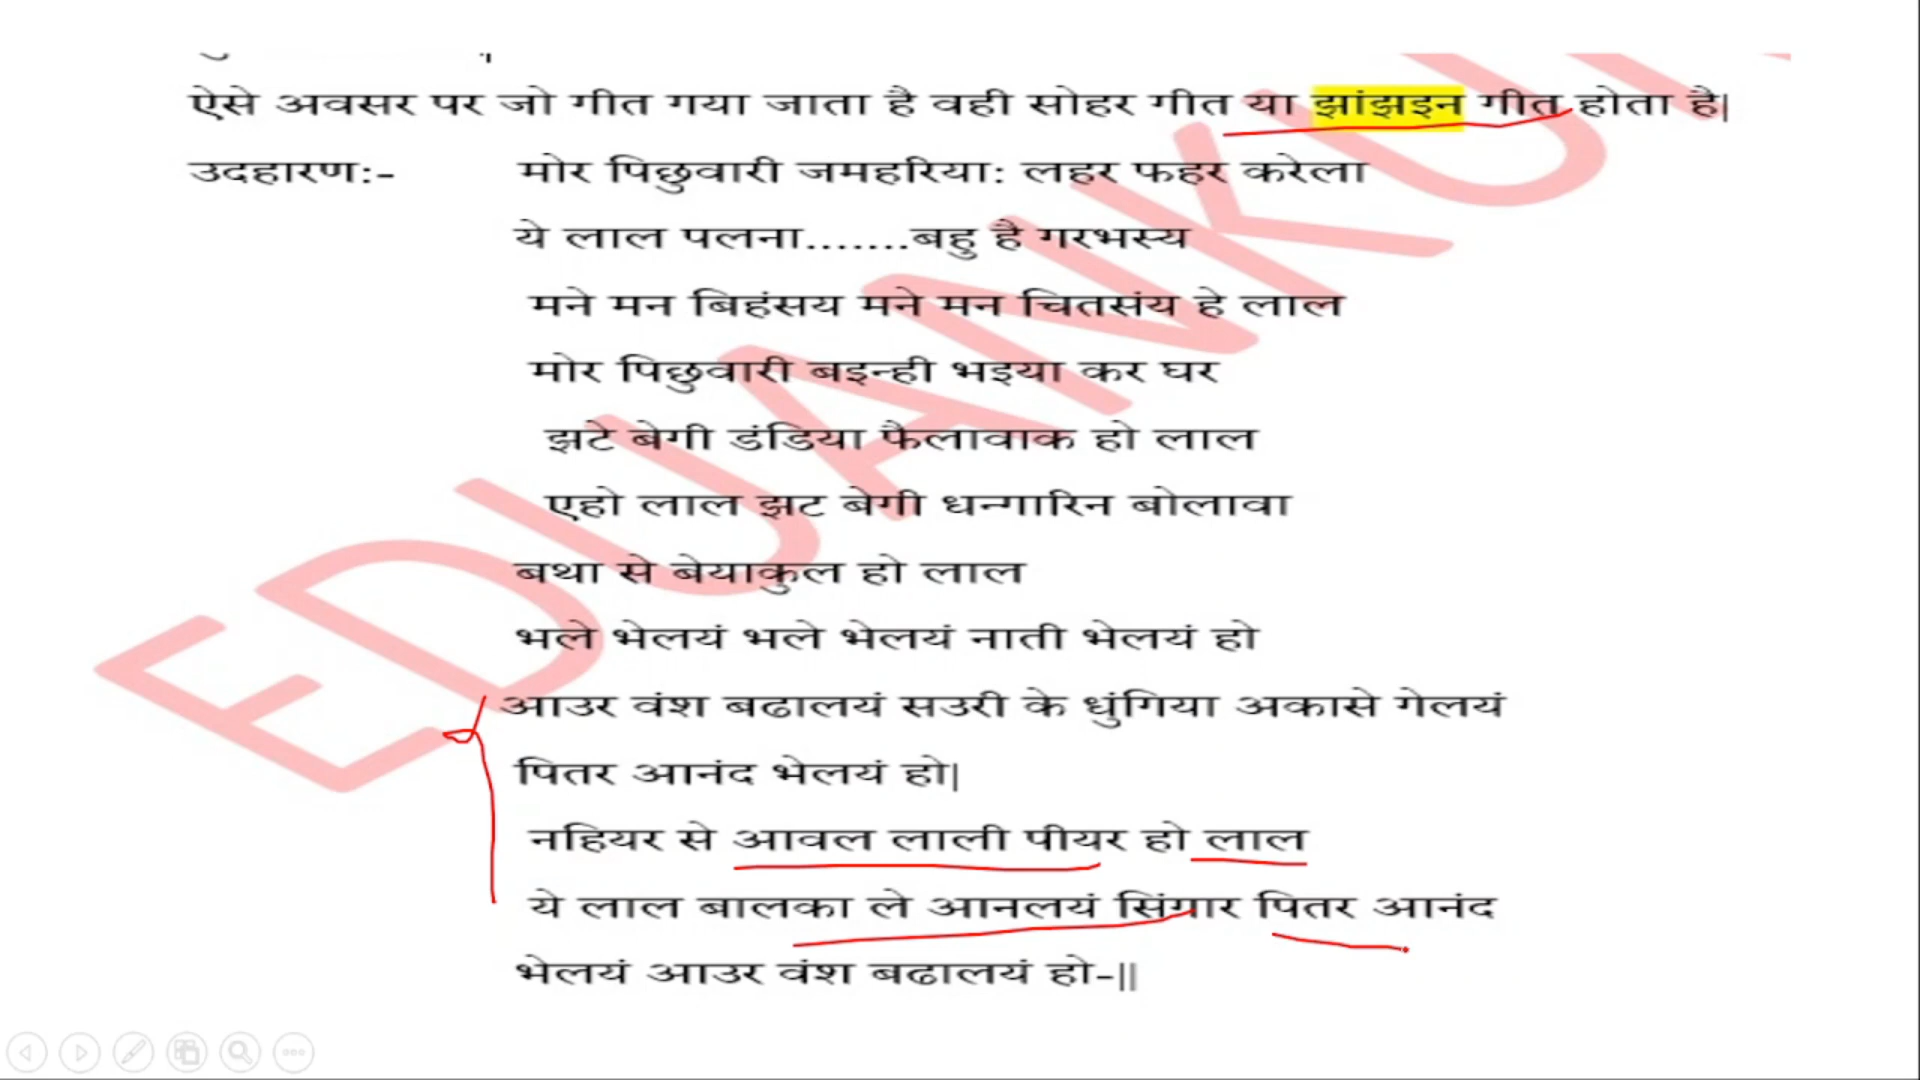 ऐसे अवसर पर जो गीत गया जाता है वही सोहर गीत या झांझइन गीत होता है|
उदहारण:- मोर पिछुवारी जमहरिया: लहर फहर करेला
ये लाल पलना.......बहु है गरभस्य
मने मन बिहंसय मने मन चितसंय हे लाल
मोर पिछुवारी बइन्ही भइया कर घर
झटे बेगी डंडिया फैलावाक हो लाल
एहो लाल झट बेगी धन्गारिन बोलावा
बथा से बेयाकुल हो लाल
भले भेलयं भले भेलयं नाती भेलयं हो
आउर वंश बढालयं सउरी के धुंगिया अकासे गेलयं
पितर आनंद भेलयं हो|
नहियर से आवल लाली पीयर हो लाल
ये लाल बालका ले आनलयं सिंगार पितर आनंद
भेलयं आउर वंश बढालयं हो-||
EDUANKU